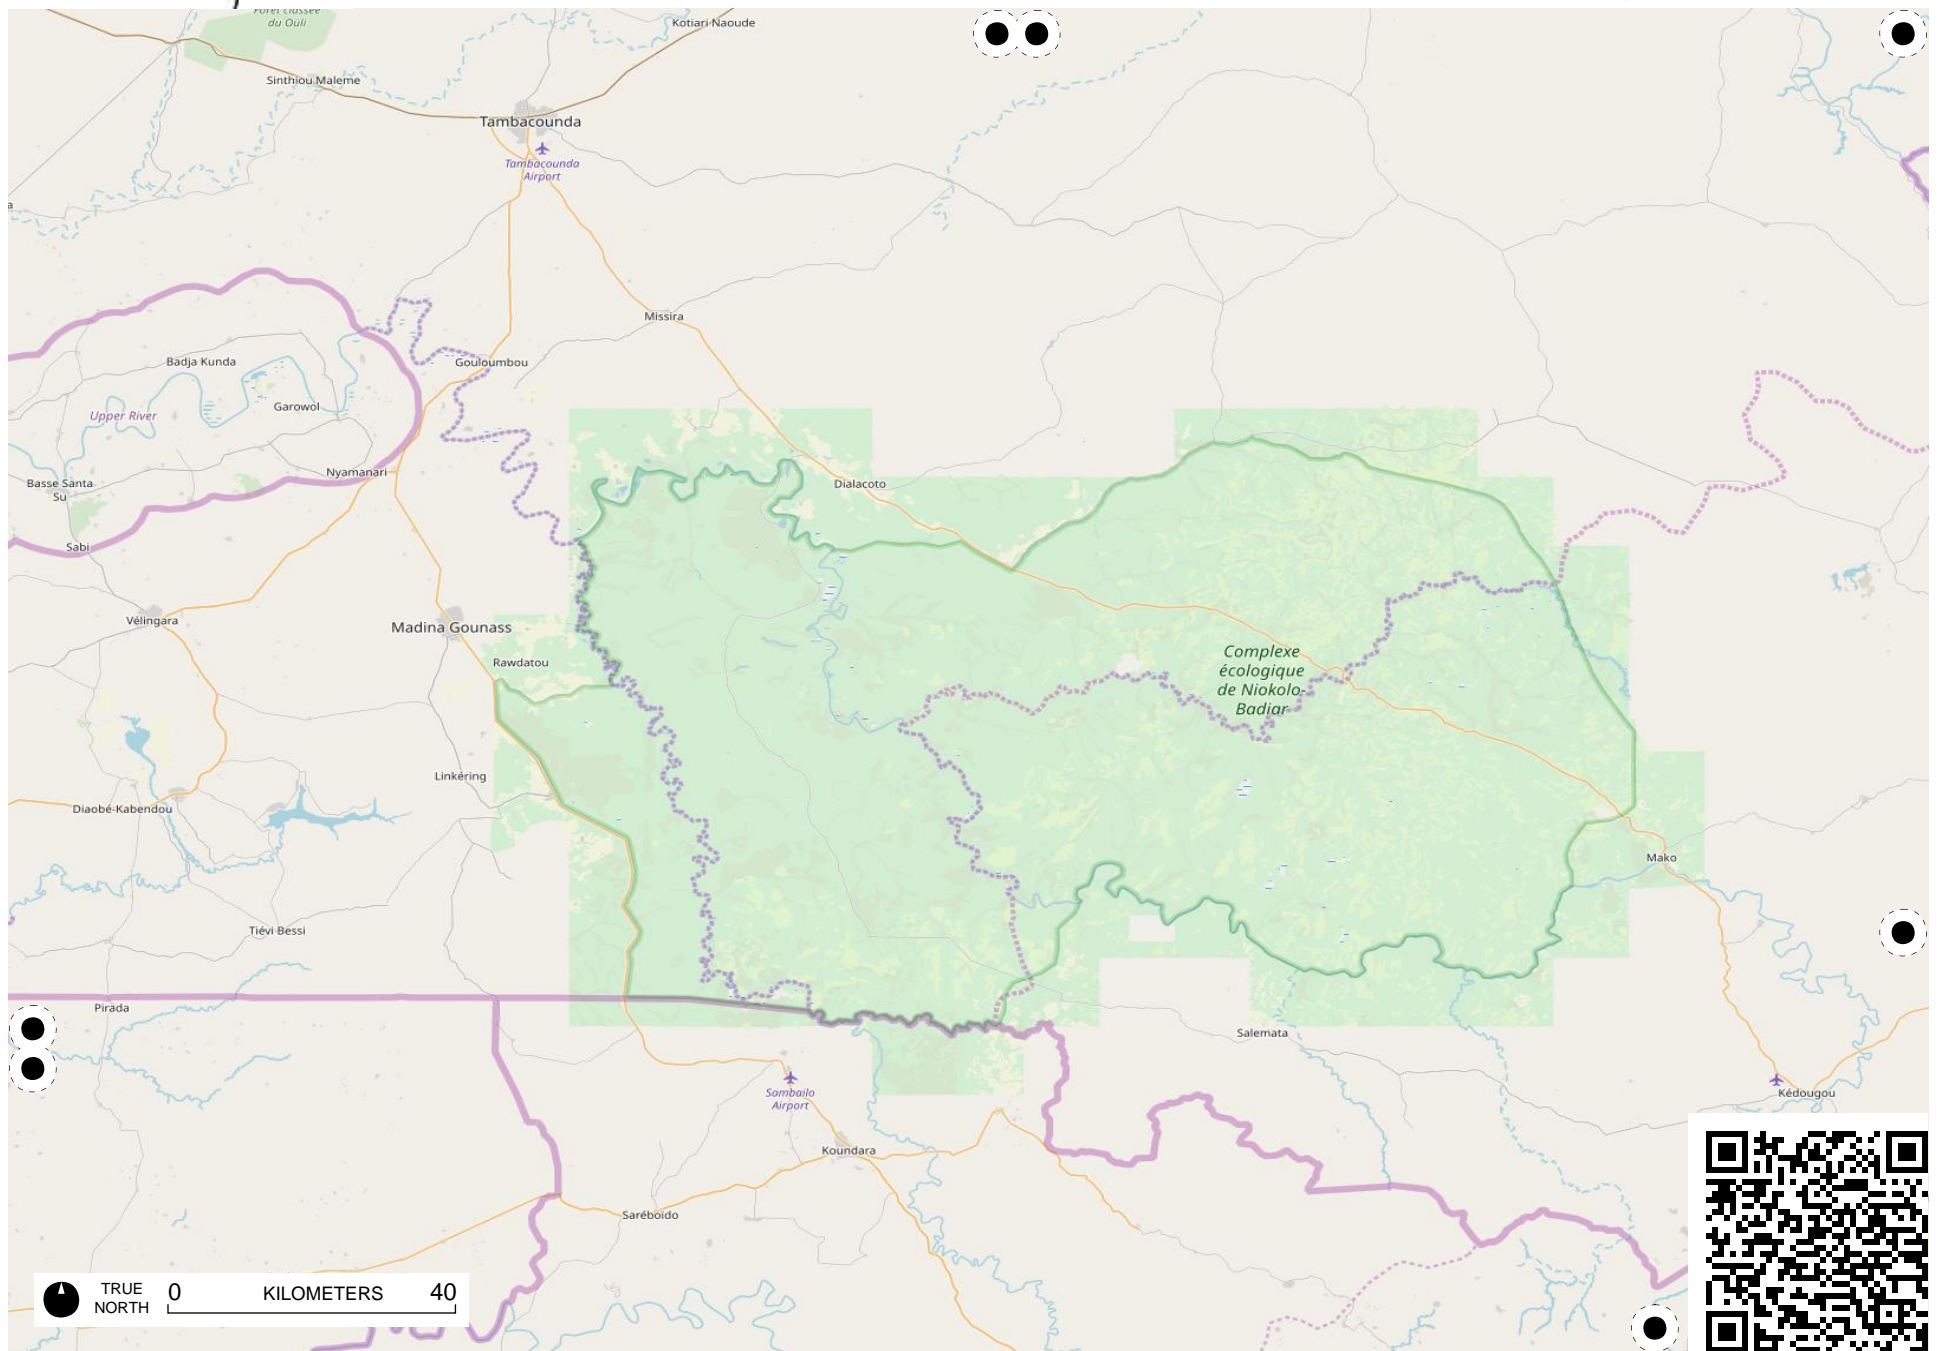 Forêt classée
du Ouli
Kotiari Naoude
Sinthiou Maleme
Tambacounda
Tambacounda
Airport
a
Missira
Badja Kunda
Gouloumbou
Garowol
Upper River
Nyamanari
Basse Santa
Su
Dialacoto
Sabi
Vélingara
Madina Gounass
Rawdatou
Complexe
écologique
de Niokolo-
Badiar
Linkéring
Diaobé-Kabendou
Mako
Tiévi Bessi
Pirada
Salemata
Sambailo
Airport
Kédougou
Koundara
Saréboido
TRUE
NORTH
0 KILOMETERS 40